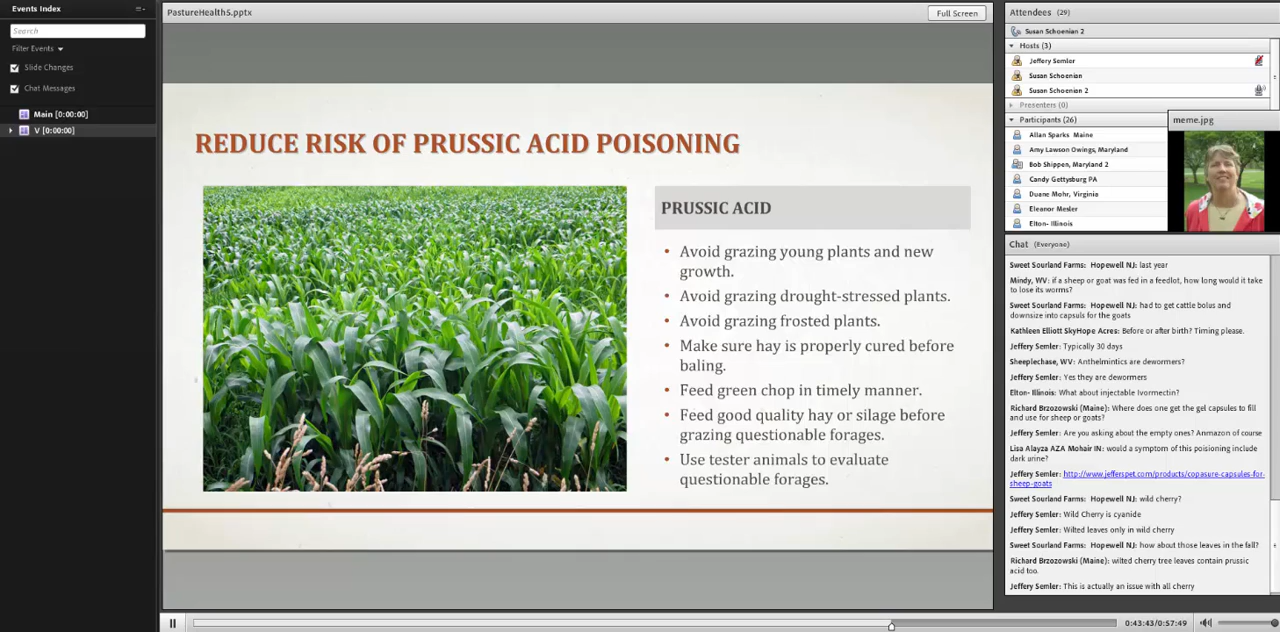 Events Index
Search
Filter Events
Slide Changes
Chat Messages
Main [0:00:00]
V [0:00:00]
PastureHealth5.pptx
Full Screen
REDUCE RISK OF PRUSSIC ACID POISONING
PRUSSIC ACID
• Avoid grazing young plants and new
growth.
• Avoid grazing drought-stressed plants.
• Avoid grazing frosted plants.
• Make sure hay is properly cured before
baling.
• Feed green chop in timely manner.
• Feed good quality hay or silage before
grazing questionable forages.
• Use tester animals to evaluate
questionable forages.
0:43:43/0:57:49
Attendees (29)
Susan Schoenian 2
Hosts (3)
Jeffery Semler
Susan Schoenian
Susan Schoenian 2
Presenters (0)
Participants (26)
Allan Sparks Maine
Amy Lawson Owings, Maryland
Bob Shippen, Maryland 2
Candy Gettysburg PA
Duane Mohr, Virginia
Eleanor Mesler
Elton- Illinois
meme.jpg
Chat (Everyone)
Sweet Sourland Farms: Hopewell NJ: last year
Mindy, WV: if a sheep or goat was fed in a feedlot, how long would it take
to lose its worms?
Sweet Sourland Farms: Hopewell NJ: had to get cattle bolus and
downsize into capsuls for the goats
Kathleen Elliott SkyHope Acres: Before or after birth? Timing please.
Jeffery Semler: Typically 30 days
Sheeplechase, WV: Anthelmintics are dewormers?
Jeffery Semler: Yes they are dewormers
Elton- Illinois: What about injectable Ivormectin?
Richard Brzozowski (Maine): Where does one get the gel capsules to fill
and use for sheep or goats?
Jeffery Semler: Are you asking about the empty ones? Anmazon of course
Lisa Alayza AZA Mohair IN: would a symptom of this poisioning include
dark urine?
Jeffery Semler: http://www.jefferspet.com/products/copasure-capsules-for-
sheep-goats
Sweet Sourland Farms: Hopewell NJ: wild cherry?
Jeffery Semler: Wild Cherry is cyanide
Jeffery Semler: Wilted leaves only in wild cherry
Sweet Sourland Farms: Hopewell NJ: how about those leaves in the fall?
Richard Brzozowski (Maine): wilted cherry tree leaves contain prussic
acid too.
Jeffery Semler: This is actually an issue with all cherry